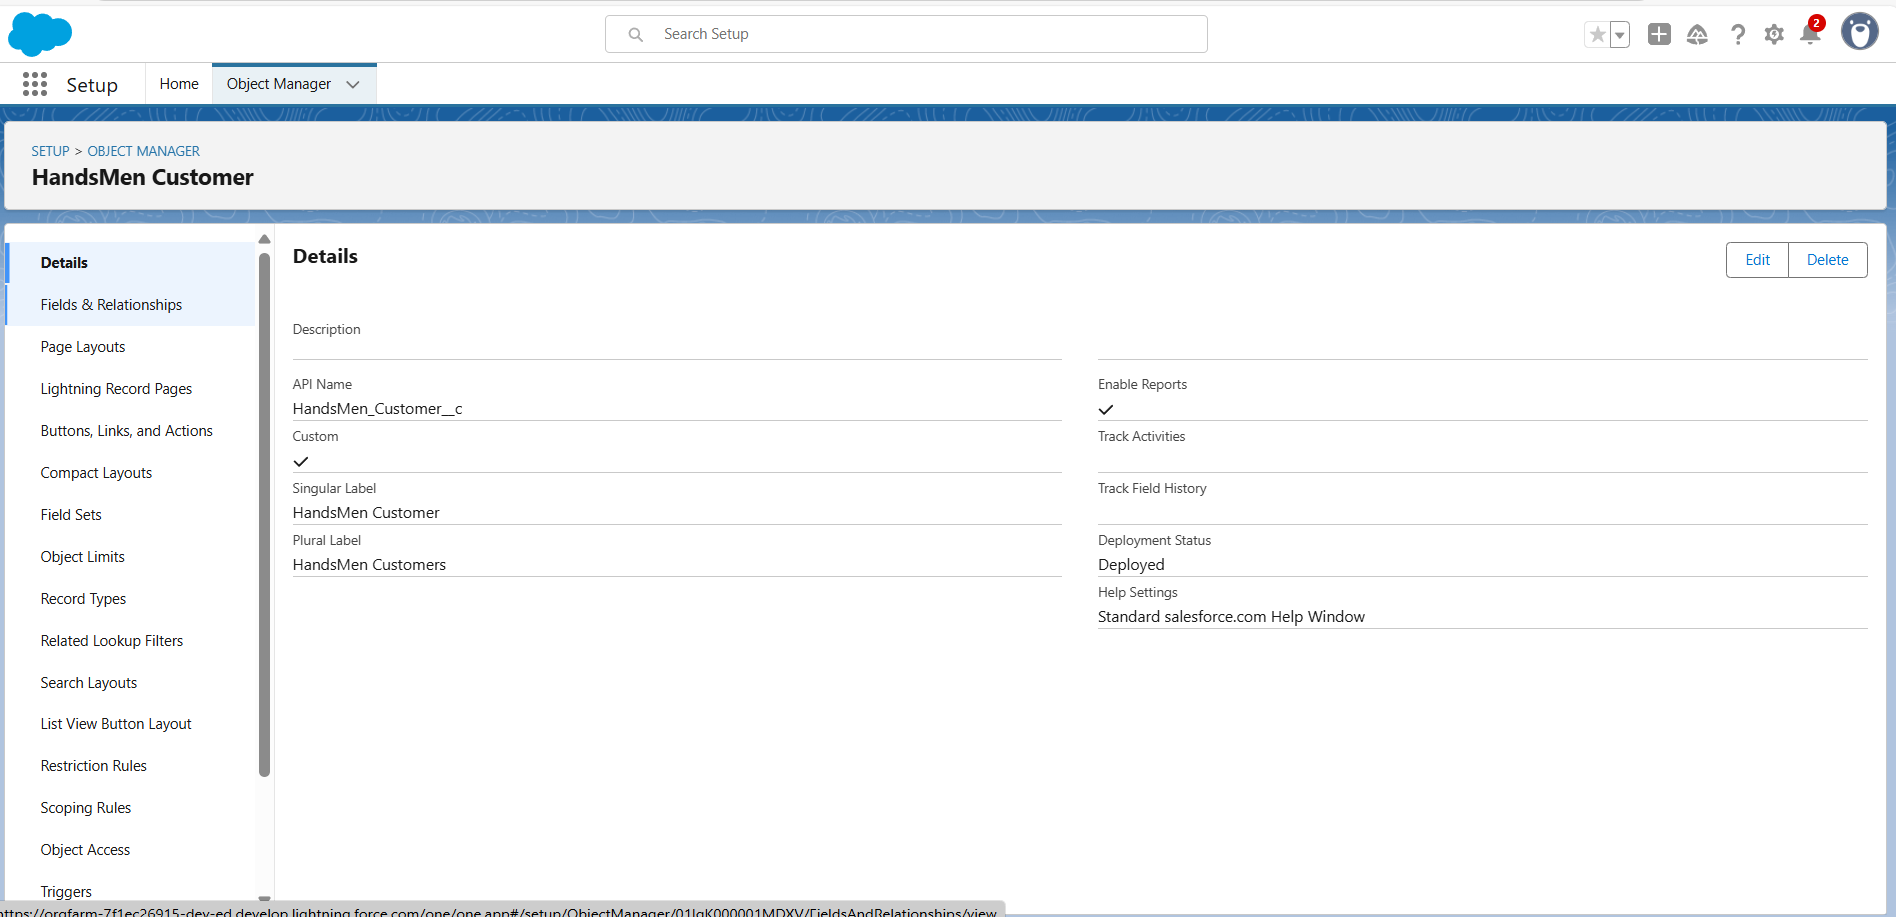 Search Setup
2
Setup
Home
Object Manager
SETUP > OBJECT MANAGER
HandsMen Customer
Details
Fields & Relationships
Page Layouts
Lightning Record Pages
Buttons, Links, and Actions
Compact Layouts
Field Sets
Object Limits
Record Types
Related Lookup Filters
Search Layouts
List View Button Layout
Restriction Rules
Scoping Rules
Object Access
Triggers
Details
Edit
Delete
Description
API Name
HandsMen_Customer__c
Custom
Singular Label
HandsMen Customer
Plural Label
HandsMen Customers
Enable Reports
Track Activities
Track Field History
Deployment Status
Deployed
Help Settings
Standard salesforce.com Help Window
https://orgfarm-7f1ec26915-dev-ed.develop.lightning.force.com/one/one.app#/setup/ObjectManager/01IgK000001MDXV/FieldsAndRelationships/view